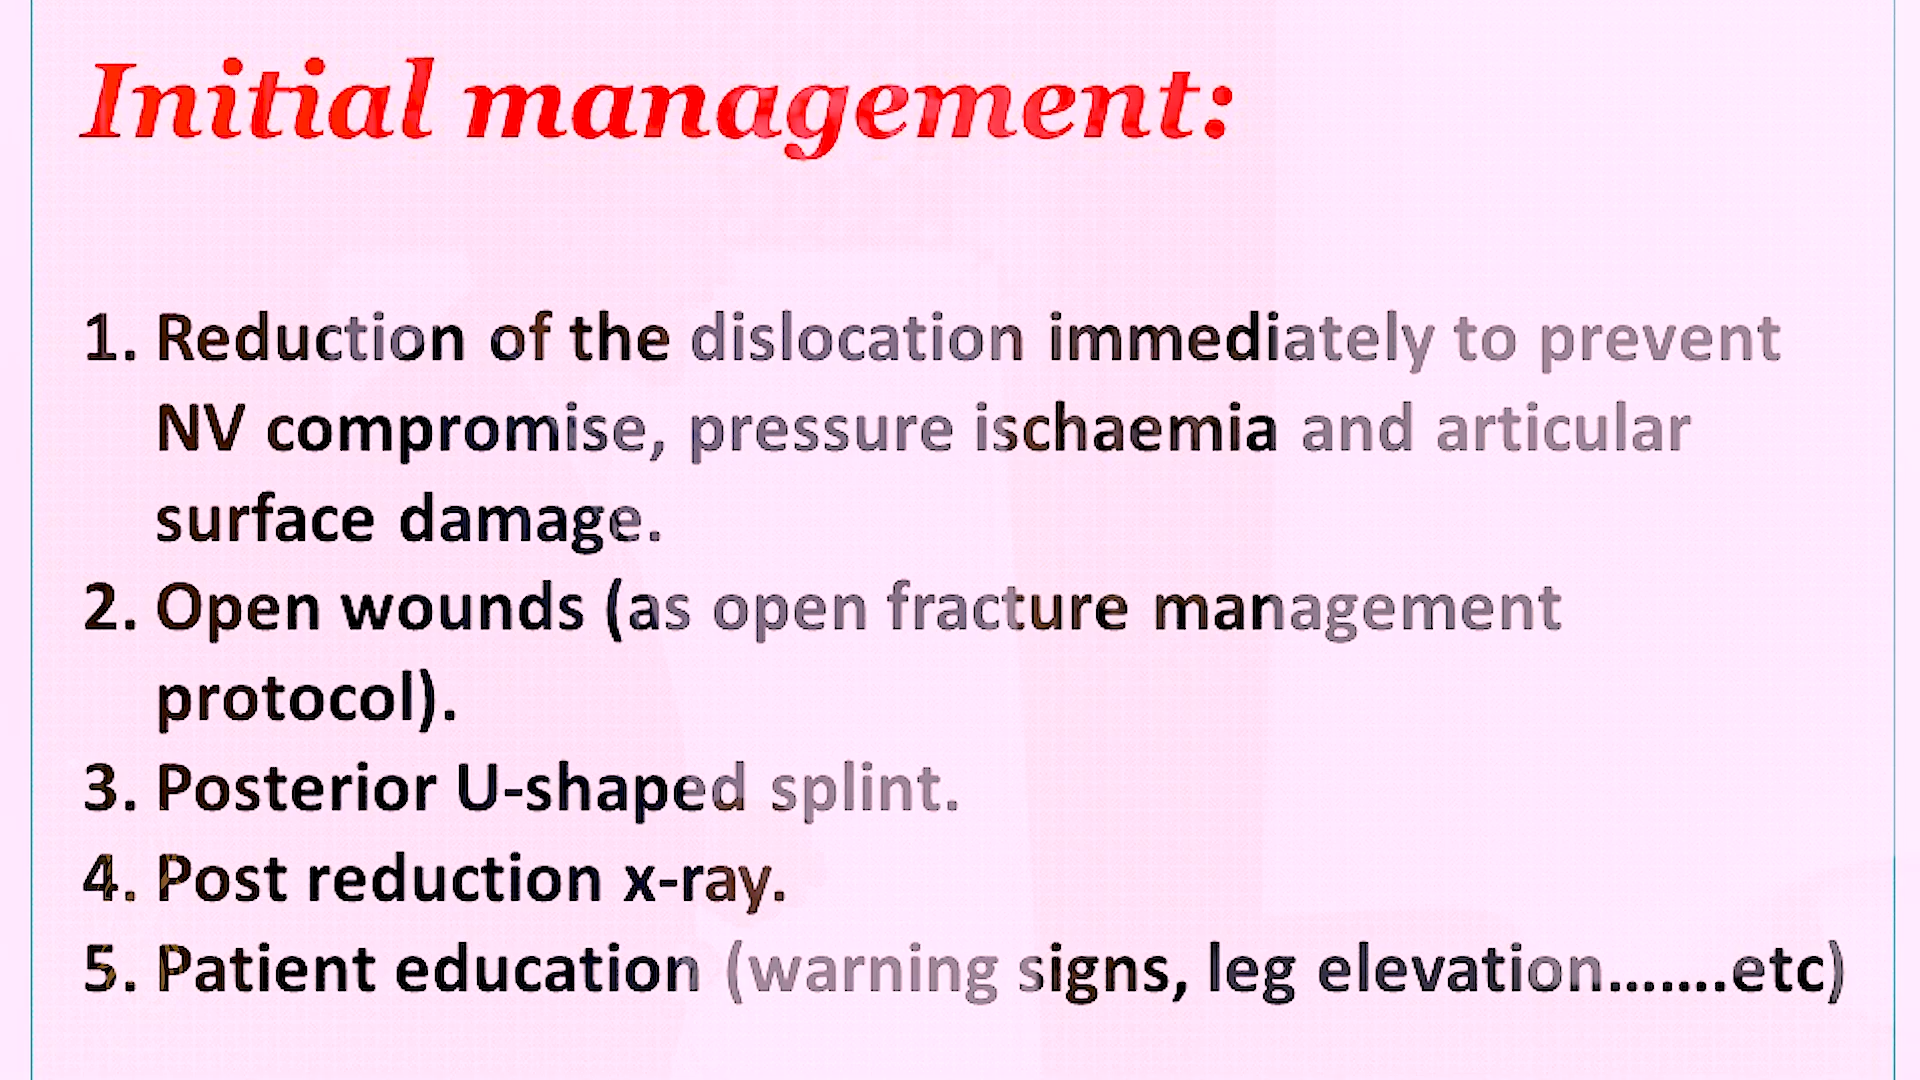 Initial management:
1. Reduction of the dislocation immediately to prevent
NV compromise, pressure ischaemia and articular
surface damage.
2. Open wounds (as open fracture management
protocol).
3. Posterior U-shaped splint.
4. Post reduction x-ray.
5. Patient education (warning signs, leg elevation.......etc)